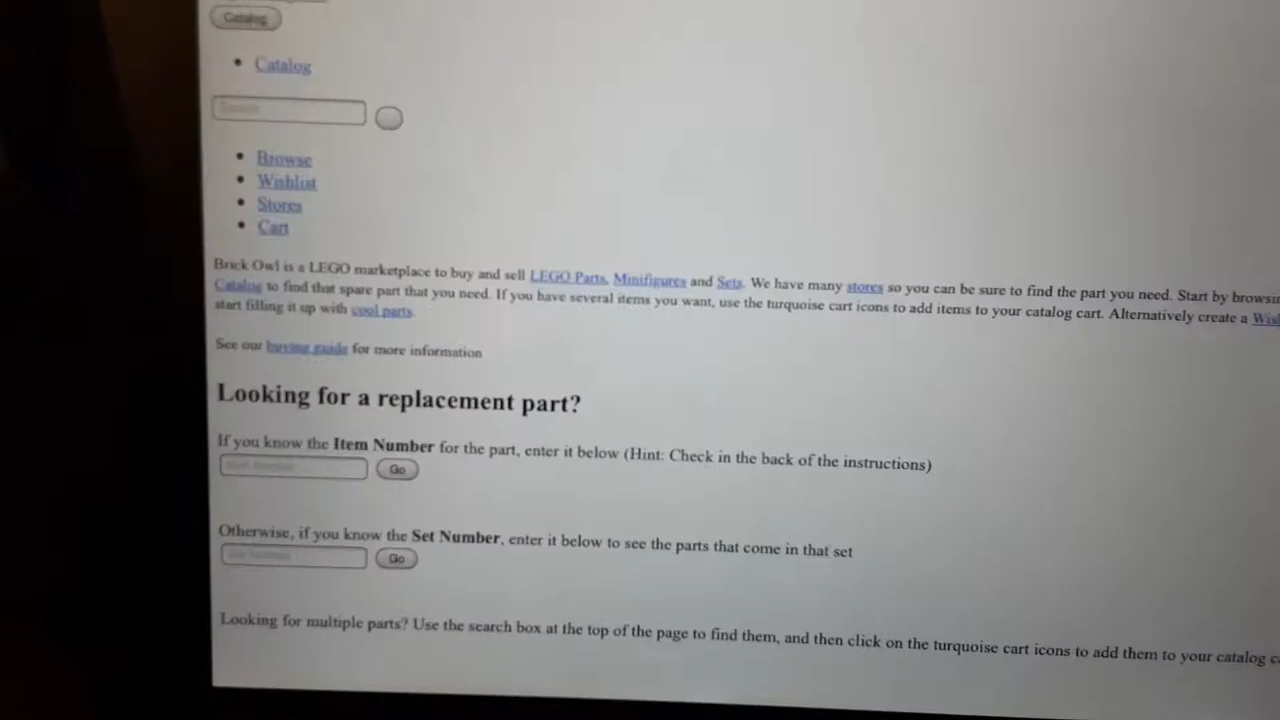 Catalog
Catalog
Search
Browse
Wishlist
Stores
Cart
Brick Owl is a LEGO marketplace to buy and sell LEGO Parts, Minifigures and Sets. We have many stores so you can be sure to find the part you need. Start by
Catalog to find that spare part that you need. If you have several items you want, use the turquoise cart icons to add items to your catalog cart. Alternatively create a
start filling it up with cool parts.
See our buying guide for more information
Looking for a replacement part?
If you know the Item Number for the part, enter it below (Hint: Check in the back of the instructions)
Go
Otherwise, if you know the Set Number, enter it below to see the parts that come in that set
Set Number Go
Looking for multiple parts? Use the search box at the top of the page to find them, and then click on the turquoise cart icons to add them to your catalog